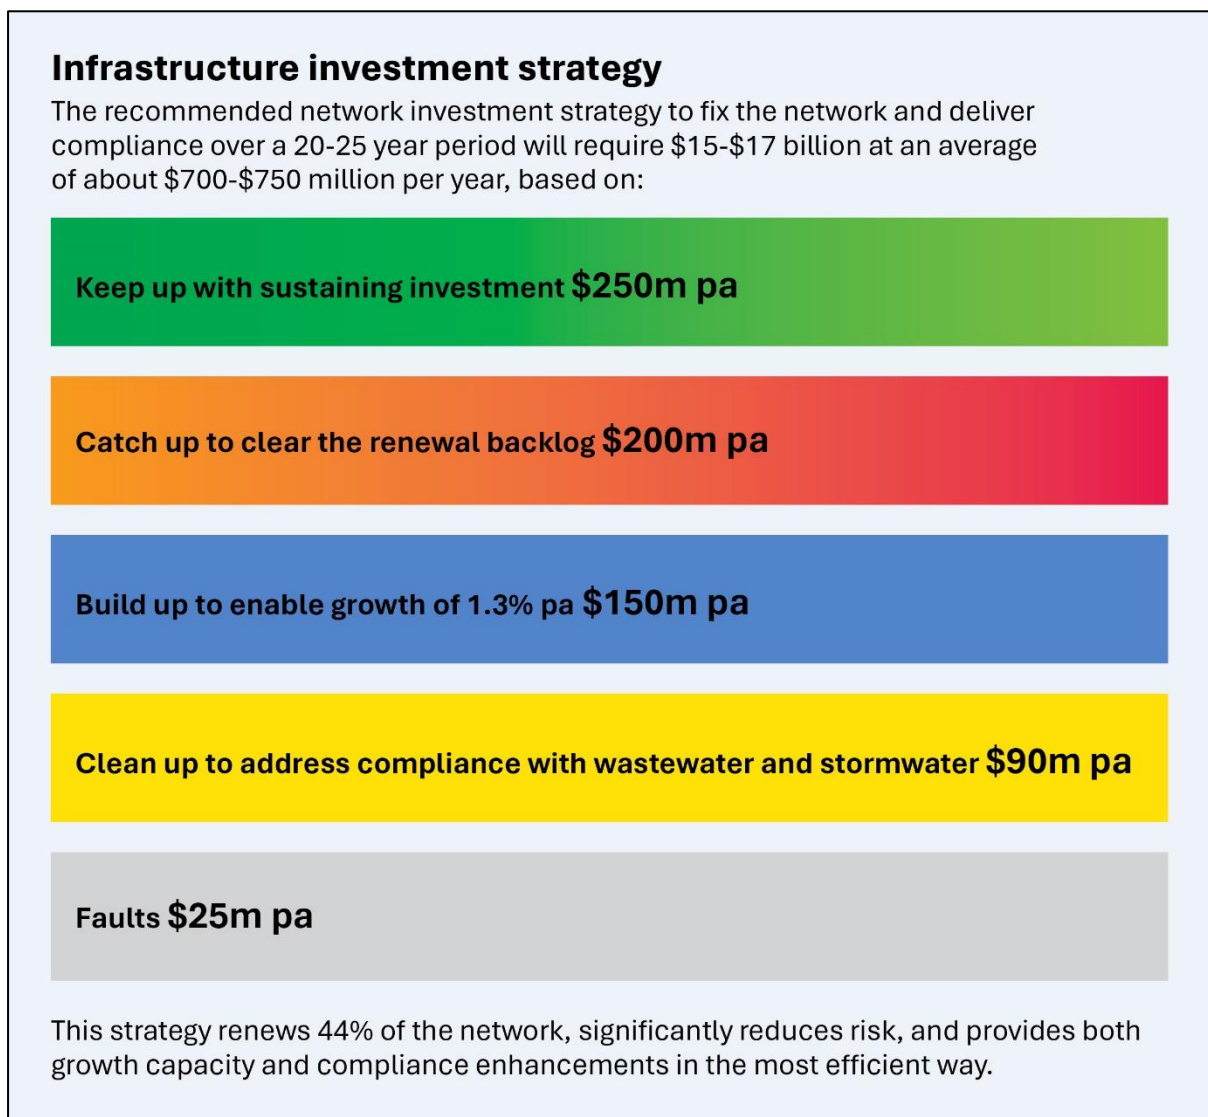 Infrastructure investment strategy
The recommended network investment strategy to fix the network and deliver
compliance over a 20-25 year period will require $15-$17 billion at an average
of about $700-$750 million per year, based on:
Keep up with sustaining investment $250m pa
Catch up to clear the renewal backlog $200m pa
Build up to enable growth of 1.3% pa $150m pa
Clean up to address compliance with wastewater and stormwater $90m pa
Faults $25m pa
This strategy renews 44% of the network, significantly reduces risk, and provides both
growth capacity and compliance enhancements in the most efficient way.